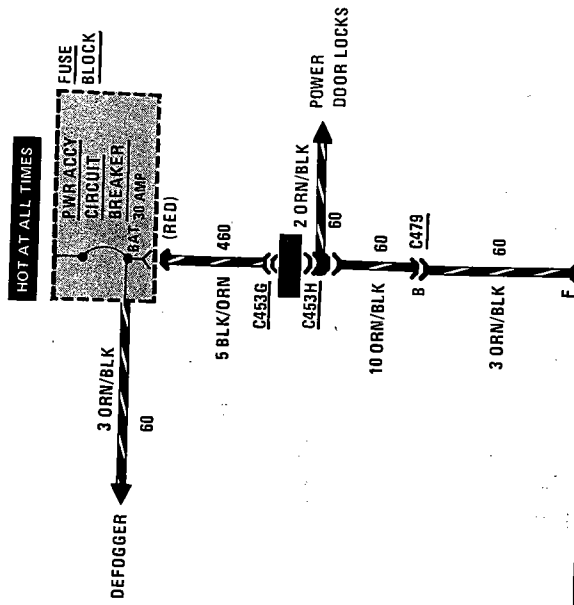 HOT AT ALL TIMES
FUSE
BLOCK
PWR ACCY
CIRCUIT
BREAKER
BAT 30 AMP
(RED)
3 ORN/BLK
60
DEFOGGER
460
5 BLK/ORN
C453G
2 ORN/BLK
60
POWER
DOOR LOCKS
C453H
60
10 ORN/BLK
C479
B
60
3 ORN/BLK